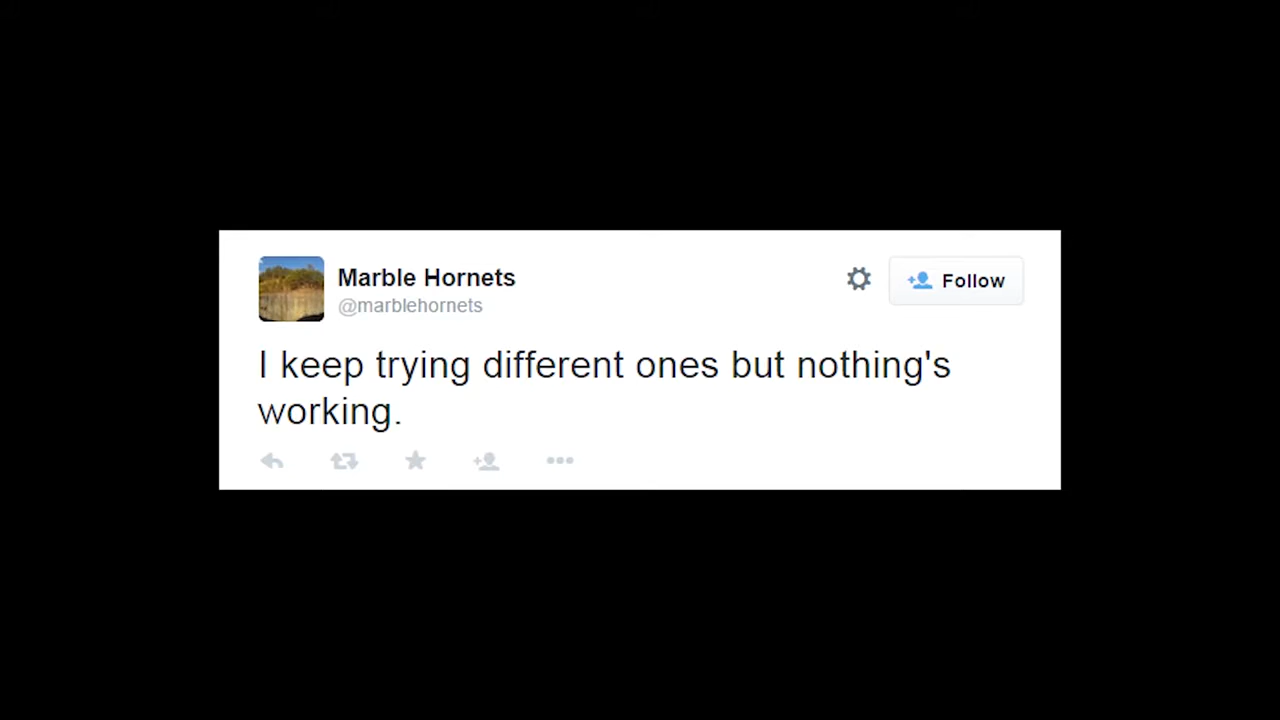 Marble Hornets
@marblehornets
Follow
I keep trying different ones but nothing's
working.